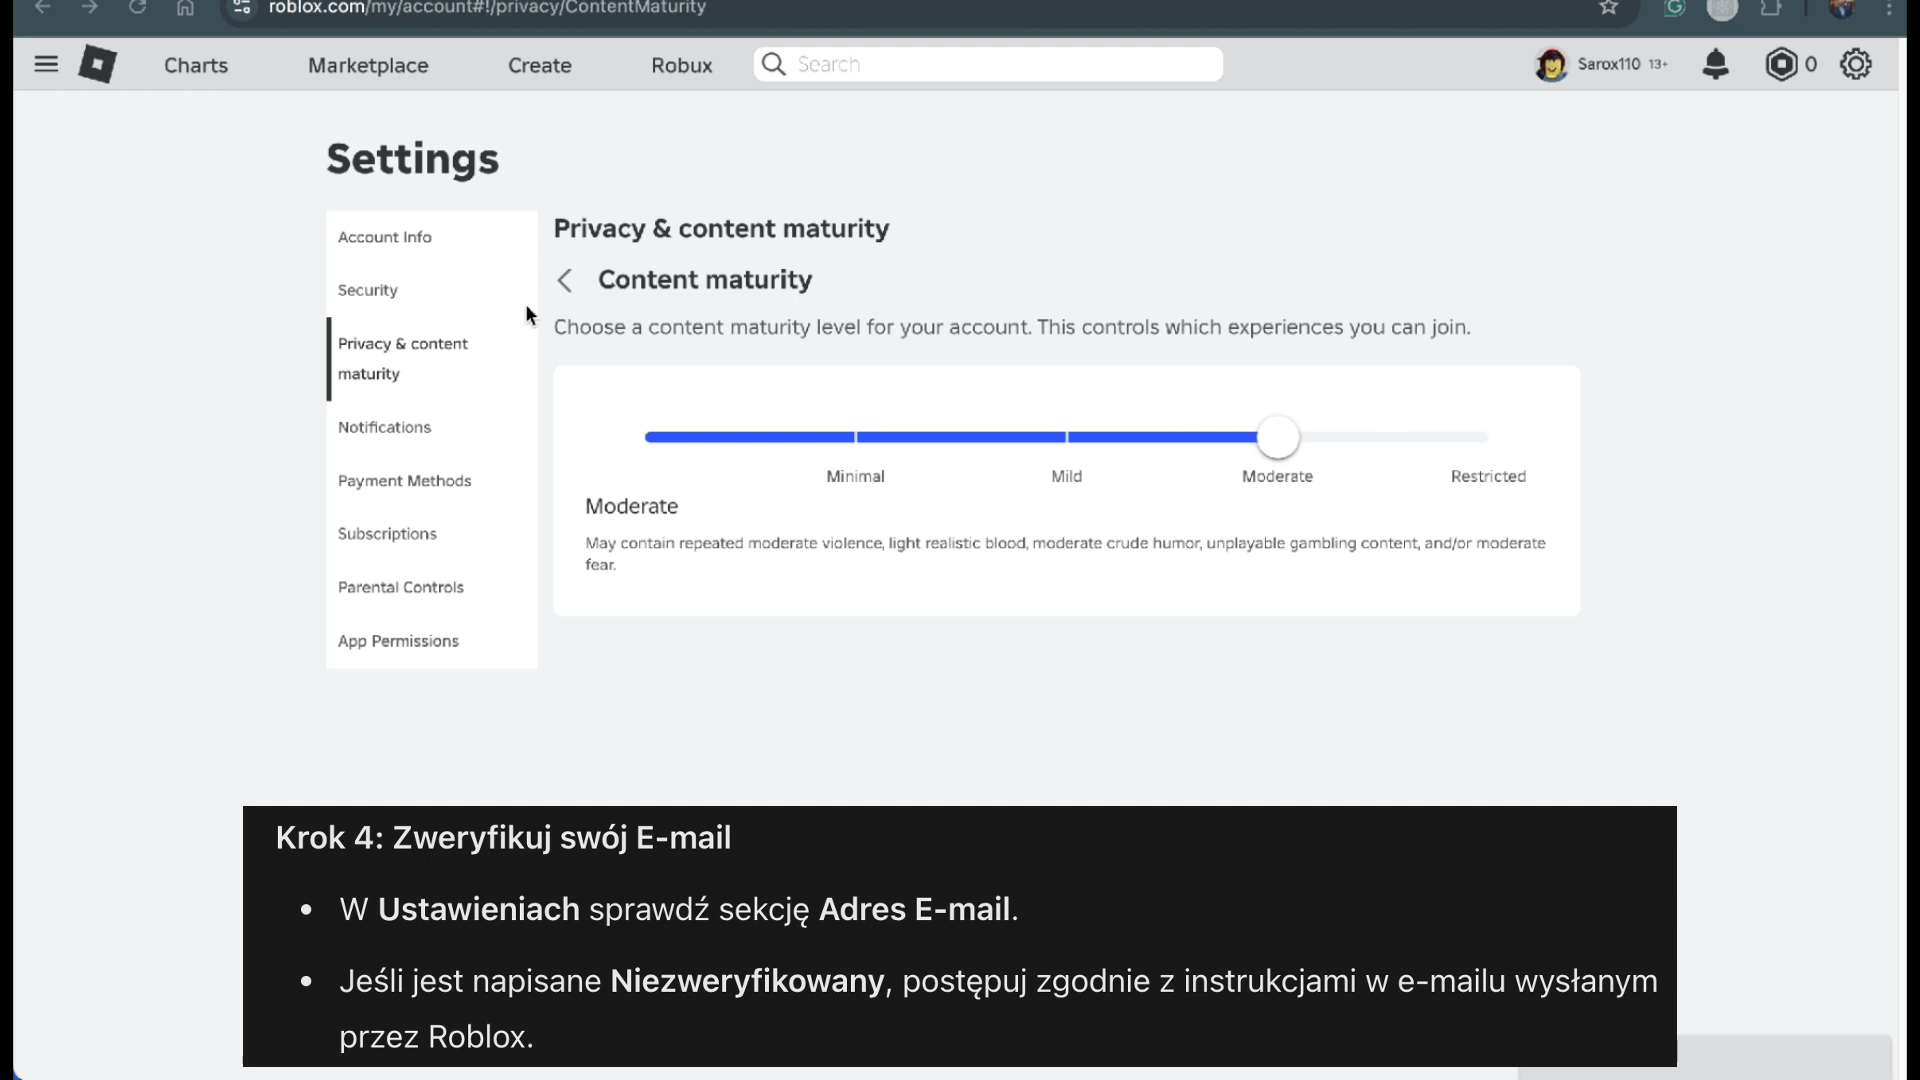 roblox.com/my/account#!/privacy/ContentMaturity
Charts
Marketplace
Create
Robux
Search
Sarox110 13+
0
Settings
Account Info
Security
Privacy & content
maturity
Notifications
Payment Methods
Subscriptions
Parental Controls
App Permissions
Privacy & content maturity
Content maturity
Choose a content maturity level for your account. This controls which experiences you can join.
Minimal
Mild
Moderate
Restricted
Moderate
May contain repeated moderate violence, light realistic blood, moderate crude humor, unplayable gambling content, and/or moderate
fear.
Krok 4: Zweryfikuj swój E-mail
• W Ustawieniach sprawdź sekcję Adres E-mail.
• Jeśli jest napisane Niezweryfikowany, postępuj zgodnie z instrukcjami w e-mailu wysłanym
przez Roblox.